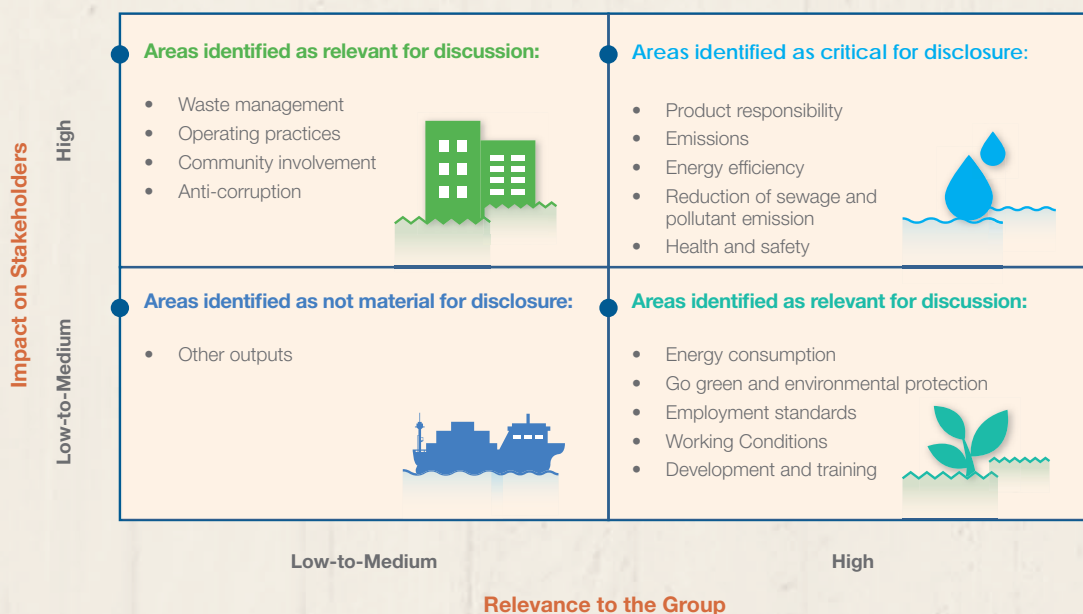 Impact on Stakeholders
High
Areas identified as relevant for discussion:
• Waste management
• Operating practices
• Community involvement
• Anti-corruption
Areas identified as critical for disclosure:
• Product responsibility
• Emissions
• Energy efficiency
• Reduction of sewage and
pollutant emission
• Health and safety
Low-to-Medium
Areas identified as not material for disclosure:
• Other outputs
Areas identified as relevant for discussion:
• Energy consumption
• Go green and environmental protection
• Employment standards
• Working Conditions
• Development and training
Low-to-Medium
High
Relevance to the Group